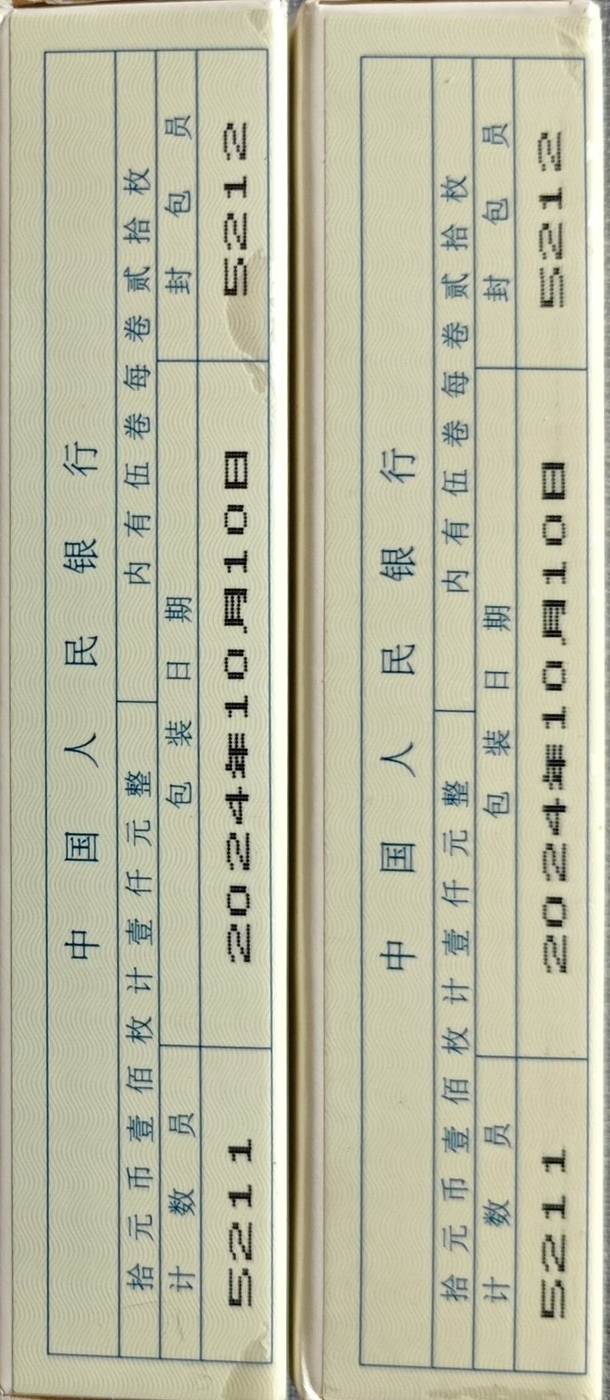 中国人民银行
拾元币壹佰枚计壹仟元整 内有伍卷每卷贰拾枚
计数员 包装日期 封包员
5211 2024年10月10日 5212
中国人民银行
拾元币壹佰枚计壹仟元整 内有伍卷每卷贰拾枚
计数员 包装日期 封包员
5211 2024年10月10日 5212